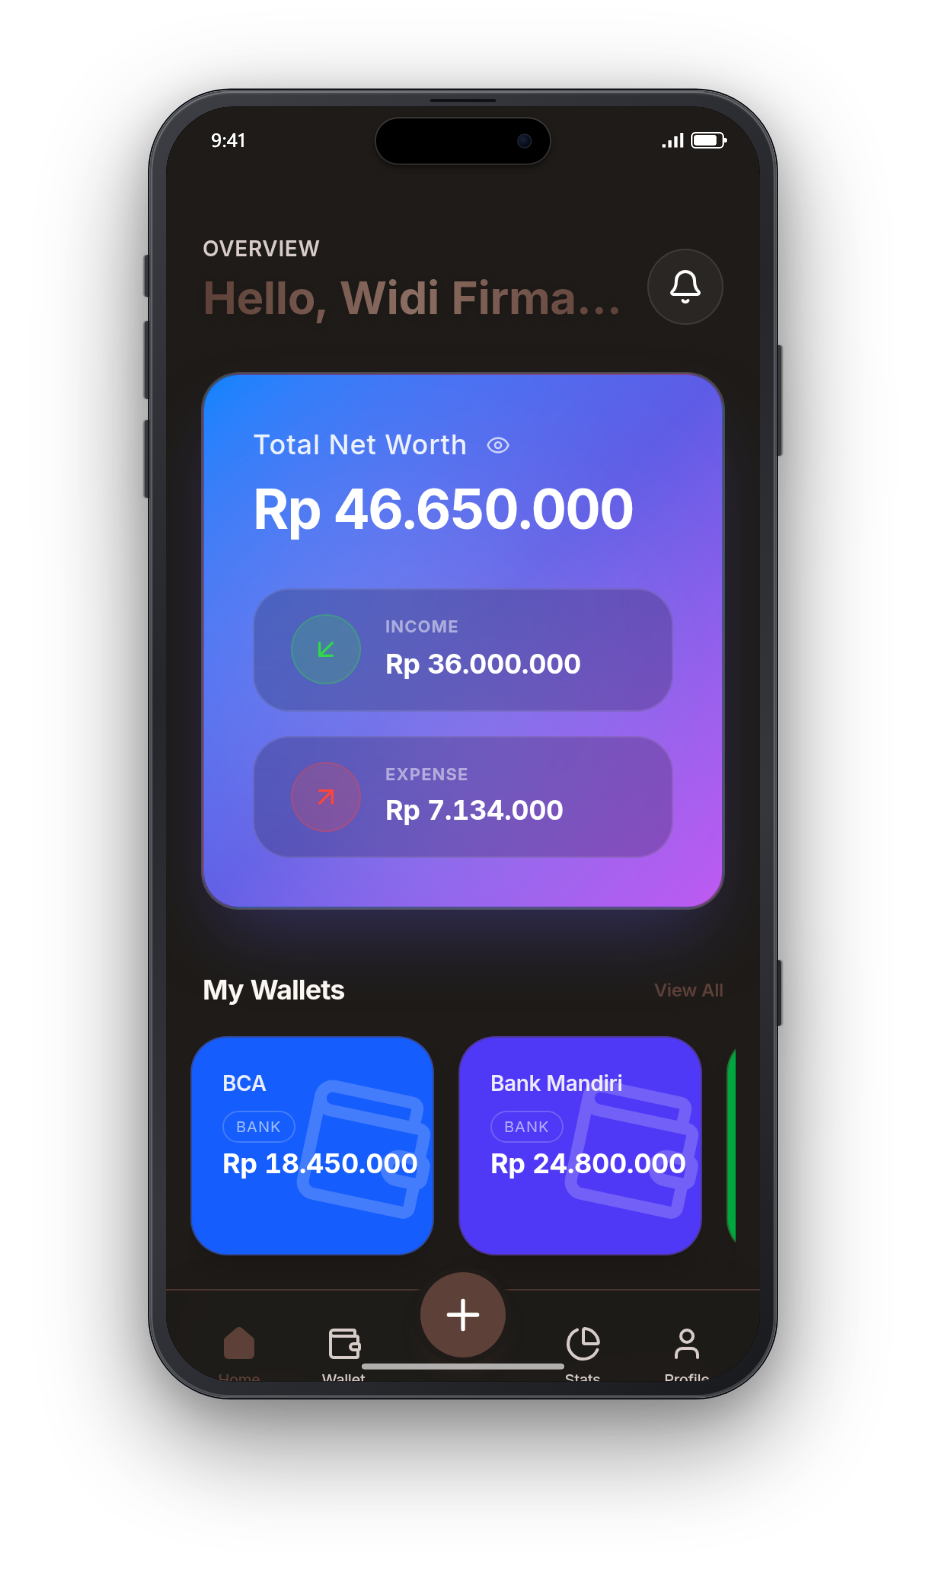 9:41
OVERVIEW
Hello, Widi Firma...
Total Net Worth
Rp 46.650.000
INCOME
Rp 36.000.000
EXPENSE
Rp 7.134.000
My Wallets
View All
BCA
BANK
Rp 18.450.000
Bank Mandiri
BANK
Rp 24.800.000
Home
Wallet
Stats
Profile